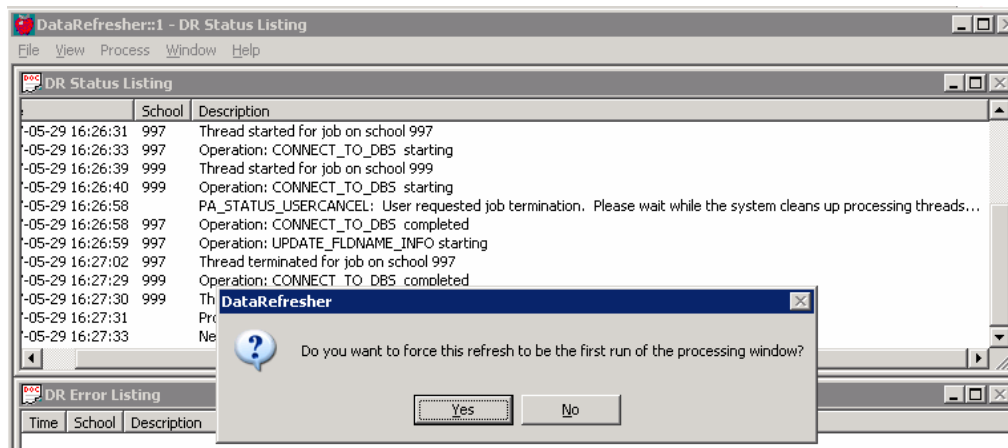 DataRefresher::1 - DR Status Listing
File View Process Window Help
DR Status Listing
School Description
-05-29 16:26:31 997 Thread started for job on school 997
-05-29 16:26:33 997 Operation: CONNECT_TO_DBS starting
-05-29 16:26:39 999 Thread started for job on school 999
-05-29 16:26:40 999 Operation: CONNECT_TO_DBS starting
-05-29 16:26:58 PA_STATUS_USERCANCEL: User requested job termination. Please wait while the system cleans up processing threads...
-05-29 16:26:58 997 Operation: CONNECT_TO_DBS completed
-05-29 16:26:59 997 Operation: UPDATE_FLDNAME_INFO starting
-05-29 16:27:02 997 Thread terminated for job on school 997
-05-29 16:27:29 999 Operation: CONNECT_TO_DBS completed
-05-29 16:27:30 999 Th
-05-29 16:27:31 Pro
-05-29 16:27:33 Ne
DataRefresher
Do you want to force this refresh to be the first run of the processing window?
Yes No
DR Error Listing
Time School Description